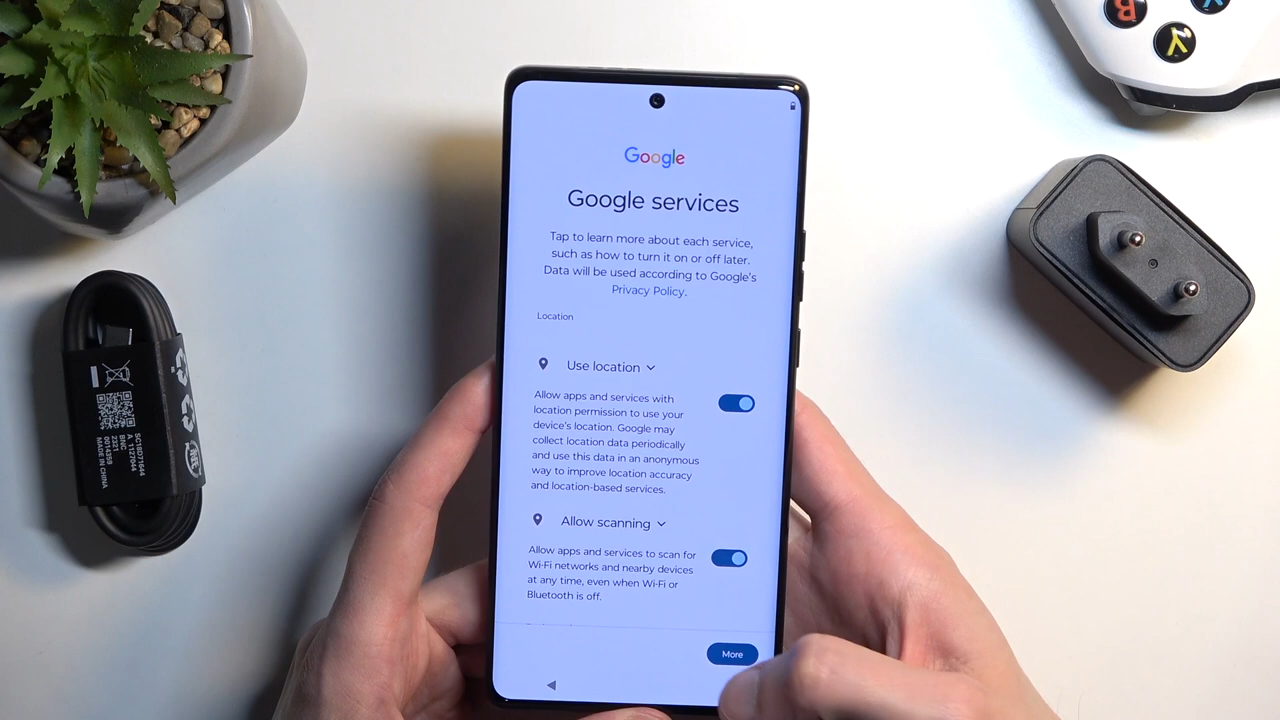 Google
Google services
Tap to learn more about each service,
such as how to turn it on or off later.
Data will be used according to Google's
Privacy Policy.
Location
Use location
Allow apps and services with
location permission to use your
device's location. Google may
collect location data periodically
and use this data in an anonymous
way to improve location accuracy
and location-based services.
Allow scanning
Allow apps and services to scan for
Wi-Fi networks and nearby devices
at any time, even when Wi-Fi or
Bluetooth is off.
More
SC18D71644
A 1127044
BNC
2321
0014359
MADE IN CHINA
B
Y
X